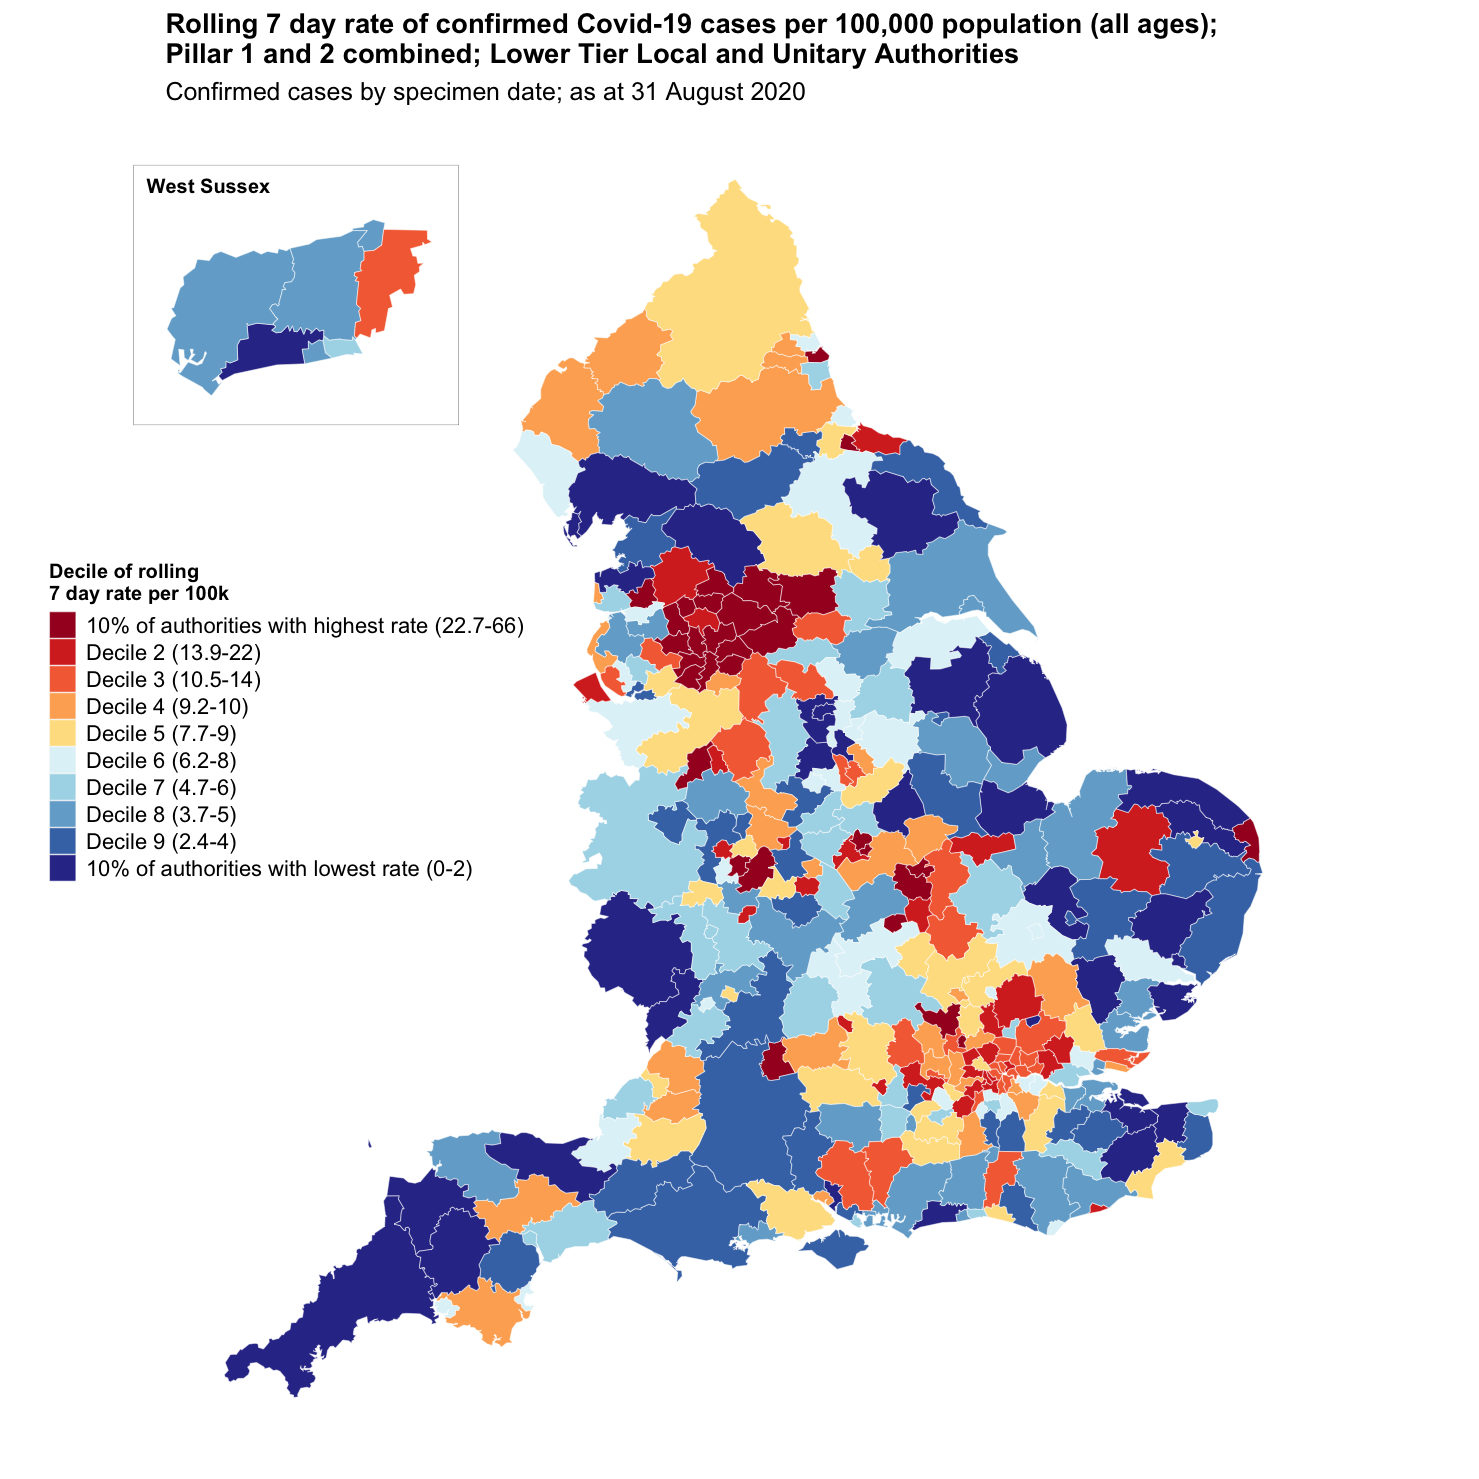 Rolling 7 day rate of confirmed Covid-19 cases per 100,000 population (all ages);
Pillar 1 and 2 combined; Lower Tier Local and Unitary Authorities
Confirmed cases by specimen date; as at 31 August 2020
West Sussex
Decile of rolling
7 day rate per 100k
10% of authorities with highest rate (22.7-66)
Decile 2 (13.9-22)
Decile 3 (10.5-14)
Decile 4 (9.2-10)
Decile 5 (7.7-9)
Decile 6 (6.2-8)
Decile 7 (4.7-6)
Decile 8 (3.7-5)
Decile 9 (2.4-4)
10% of authorities with lowest rate (0-2)